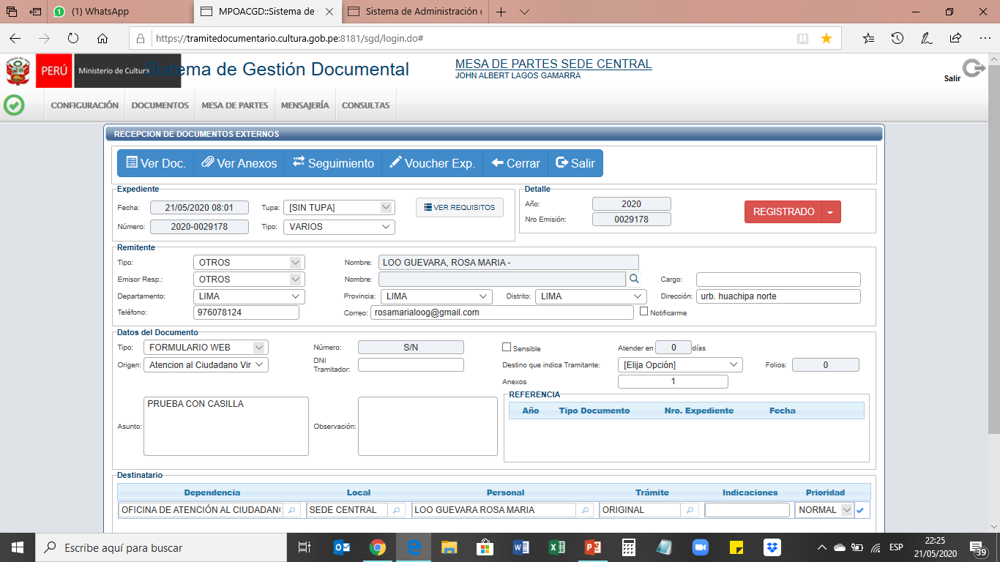 (1) WhatsApp
MPOACGD::Sistema de
Sistema de Administración
https://tramitedocumentario.cultura.gob.pe:8181/sgd/login.do#
PERÚ
Ministerio de Cultura
Sistema de Gestión Documental
MESA DE PARTES SEDE CENTRAL
JOHN ALBERT LAGOS GAMARRA
Salir
CONFIGURACIÓN DOCUMENTOS MESA DE PARTES MENSAJERÍA CONSULTAS
RECEPCION DE DOCUMENTOS EXTERNOS
Ver Doc. Ver Anexos Seguimiento Voucher Exp. Cerrar Salir
Expediente
Fecha: 21/05/2020 08:01 Tupa: [SIN TUPA] VER REQUISITOS
Número: 2020-0029178 Tipo: VARIOS
Detalle
Año: 2020
Nro Emisión: 0029178
REGISTRADO
Remitente
Tipo: OTROS Nombre: LOO GUEVARA, ROSA MARIA -
Emisor Resp.: OTROS Nombre: Cargo:
Departamento: LIMA Provincia: LIMA Distrito: LIMA Dirección: urb. huachipa norte
Teléfono: 976078124 Correo: rosamarialoog@gmail.com Notificarme
Datos del Documento
Tipo: FORMULARIO WEB Número: S/N Sensible Atender en 0 días
Origen: Atencion al Ciudadano Vir DNI Tramitador: Destino que indica Tramitante: [Elija Opción] Folios: 0
Anexos 1
Asunto: PRUEBA CON CASILLA Observación:
REFERENCIA
Año Tipo Documento Nro. Expediente Fecha
Destinatario
Dependencia Local Personal Trámite Indicaciones Prioridad
OFICINA DE ATENCIÓN AL CIUDADANO SEDE CENTRAL LOO GUEVARA ROSA MARIA ORIGINAL NORMAL
Escribe aquí para buscar
ESP
22:25
21/05/2020
39